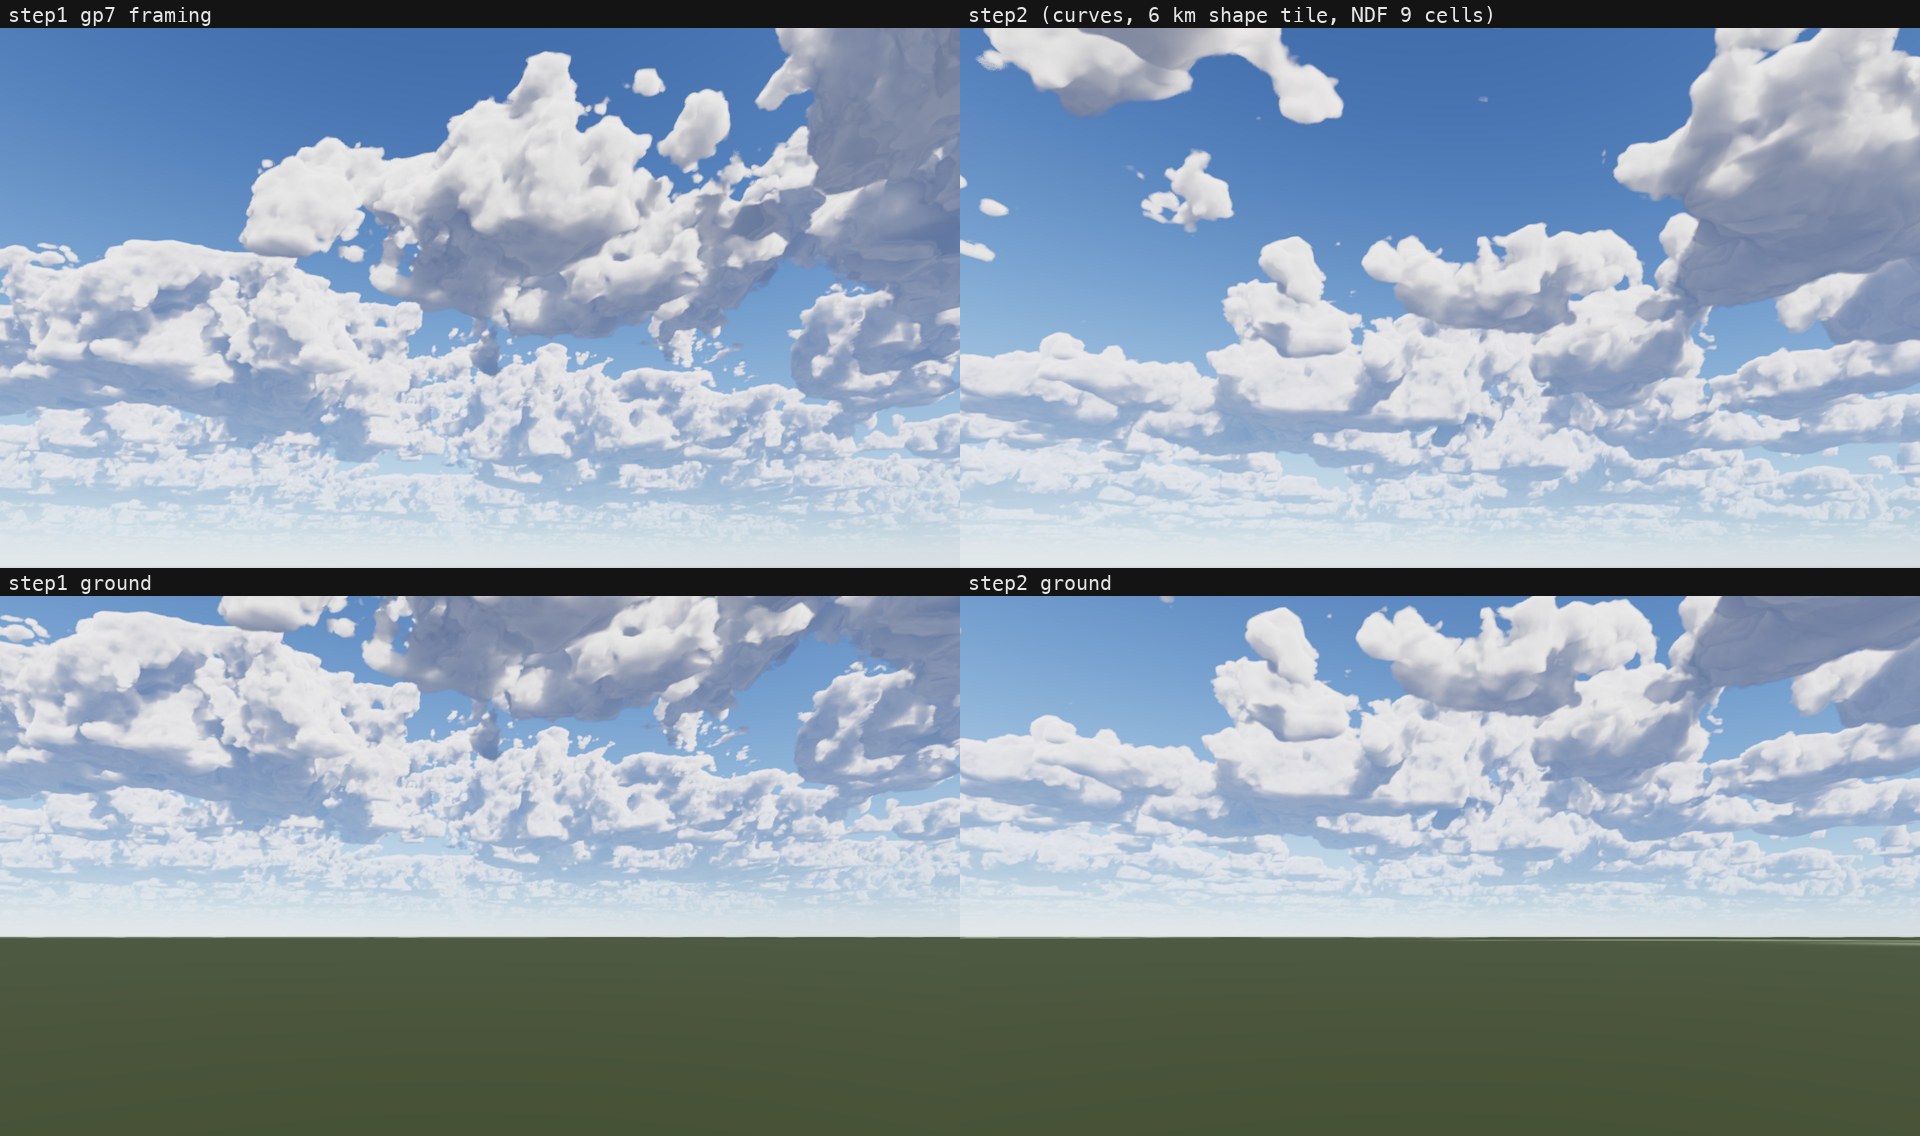 step1 gp7 framing
step2 (curves, 6 km shape tile, NDF 9 cells)
step1 ground
step2 ground